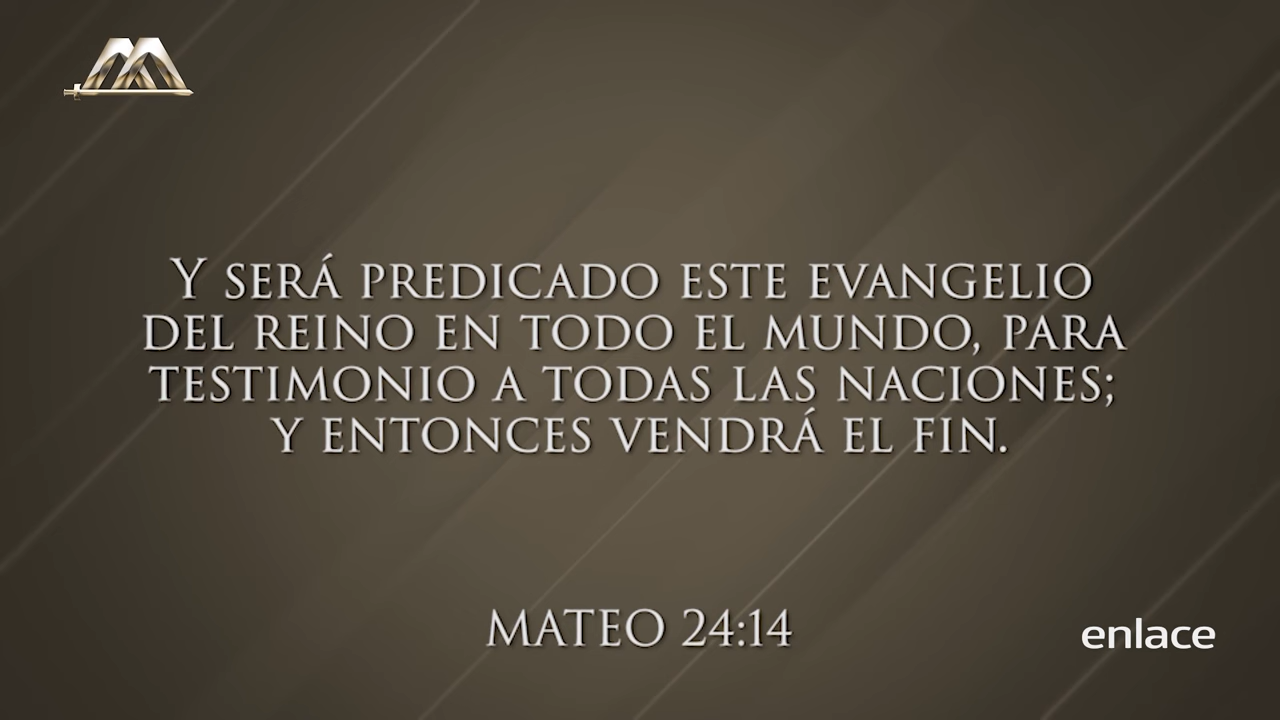 Y SERÁ PREDICADO ESTE EVANGELIO
DEL REINO EN TODO EL MUNDO, PARA
TESTIMONIO A TODAS LAS NACIONES;
Y ENTONCES VENDRÁ EL FIN.
MATEO 24:14
enlace